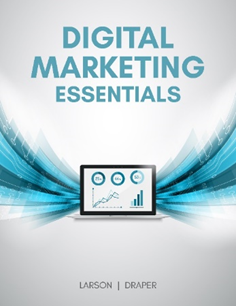 DIGITAL
MARKETING
ESSENTIALS
LARSON | DRAPER